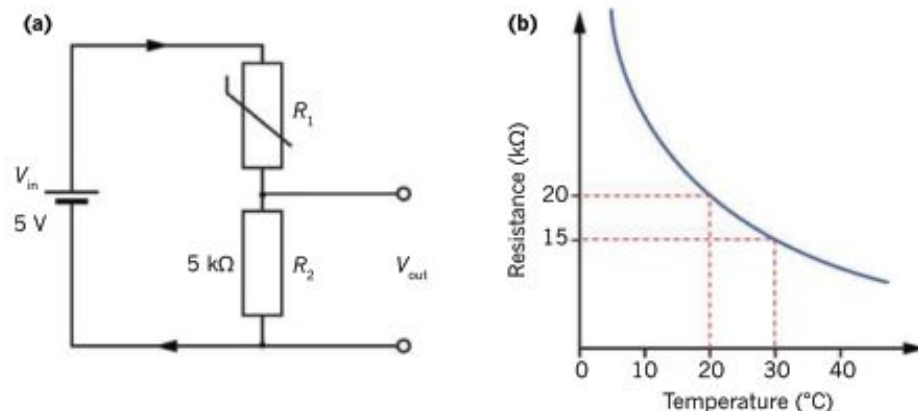 (a)
R1
Vin
5 V
5 kΩ
R2
Vout
(b)
Resistance (kΩ)
20
15
0
10
20
30
40
Temperature (°C)